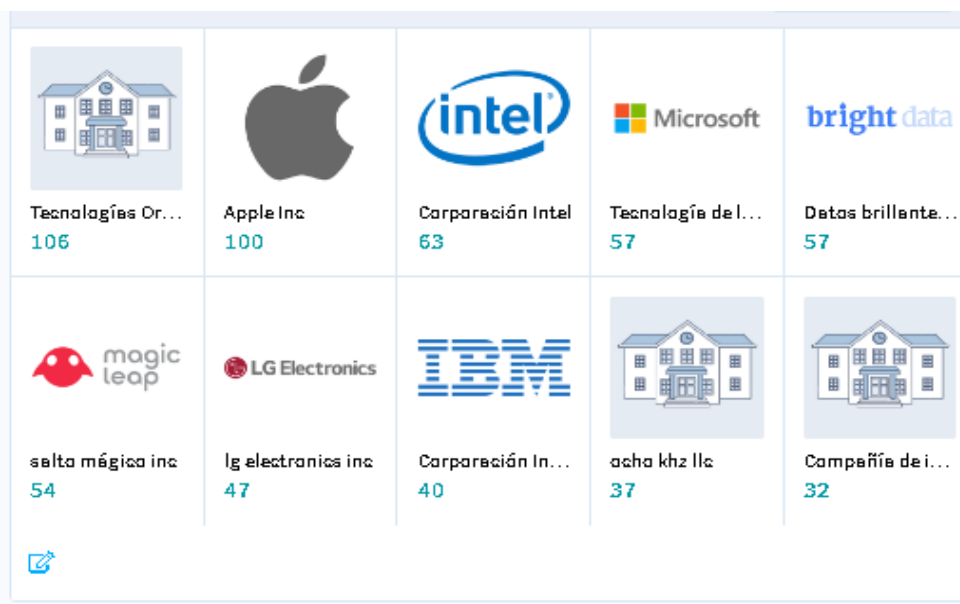 intel
Microsoft
bright data
Tecnologías Or...
Apple Inc
Corporación Intel
Tecnología de l...
Datos brillante...
106
100
63
57
57
magic
leap
LG Electronics
IBM
salto mágico inc
lg electronics inc
Corporación In...
ocho khz llc
Compañía de i...
54
47
40
37
32